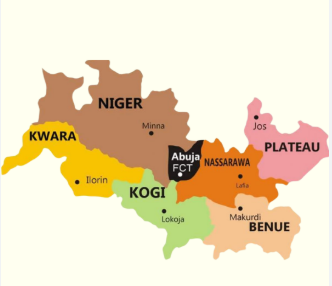 NIGER
Minna
KWARA
Jos
PLATEAU
Abuja
FCT
NASSARAWA
Lafia
Ilorin
KOGI
Lokoja
Makurdi
BENUE